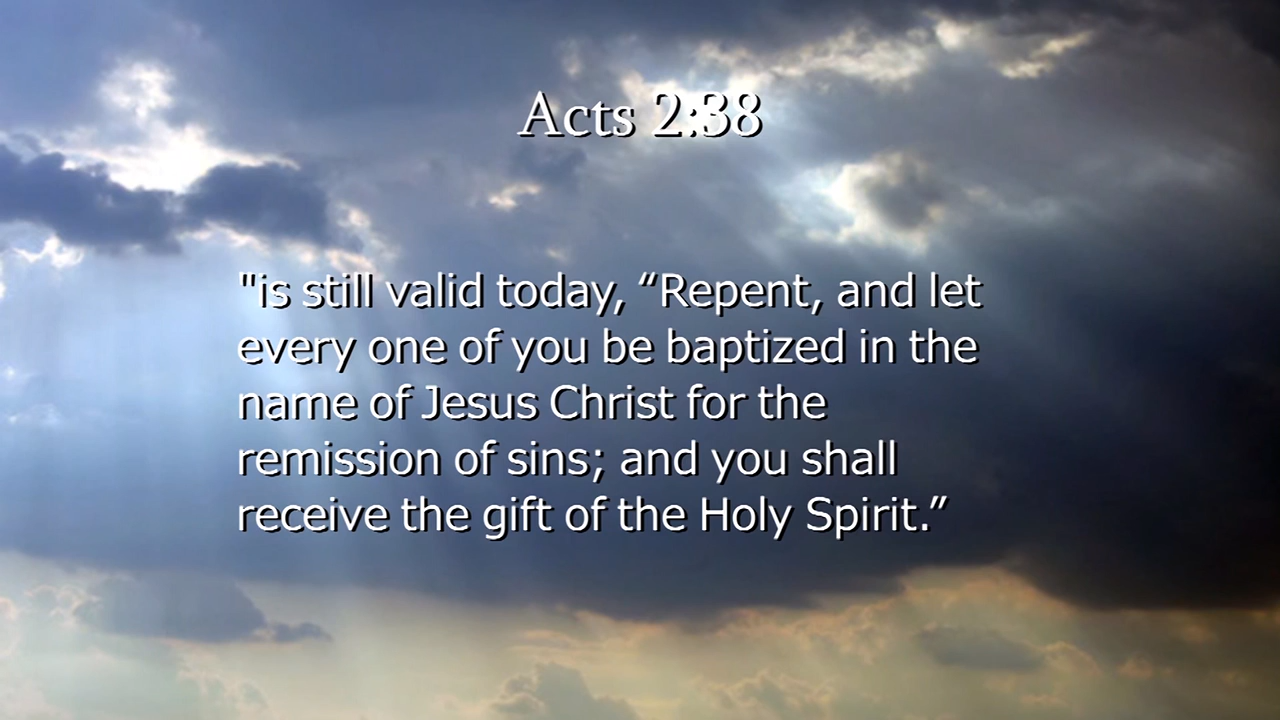 Acts 2:38
"is still valid today, “Repent, and let
every one of you be baptized in the
name of Jesus Christ for the
remission of sins; and you shall
receive the gift of the Holy Spirit.”